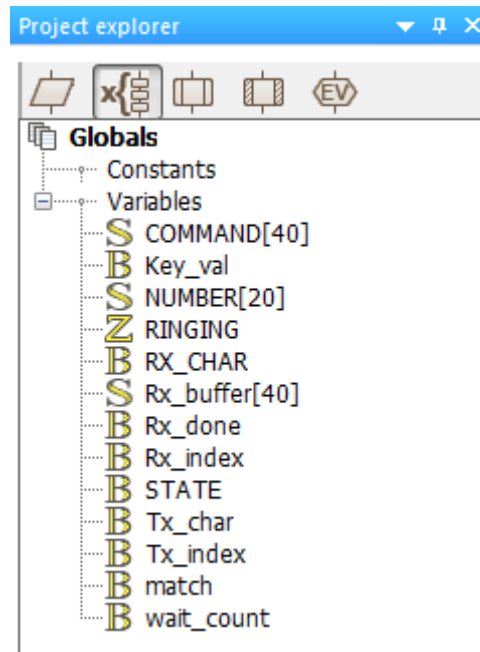 Project explorer
x{ EV
Globals
Constants
Variables
S COMMAND[40]
B Key_val
S NUMBER[20]
Z RINGING
B RX_CHAR
S Rx_buffer[40]
B Rx_done
B Rx_index
B STATE
B Tx_char
B Tx_index
B match
B wait_count